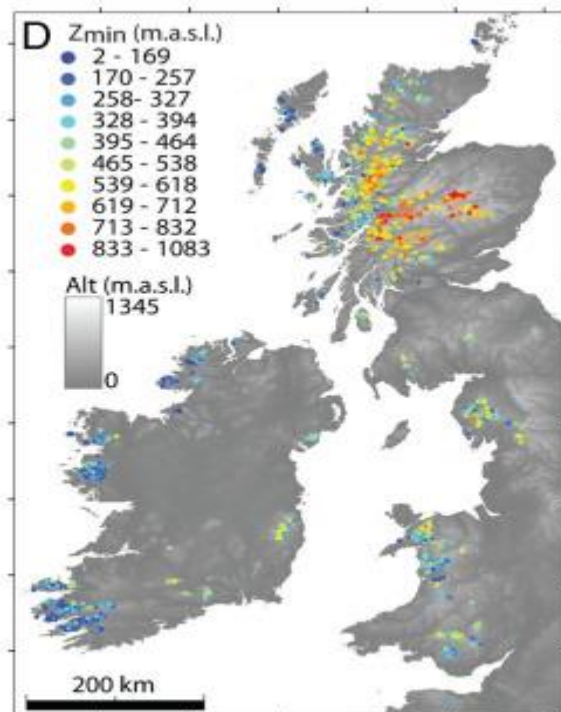 D Zmin (m.a.s.l.)
2 - 169
170 - 257
258- 327
328 - 394
395 - 464
465 - 538
539 - 618
619 - 712
713 - 832
833 - 1083
Alt (m.a.s.l.)
1345
0
200 km